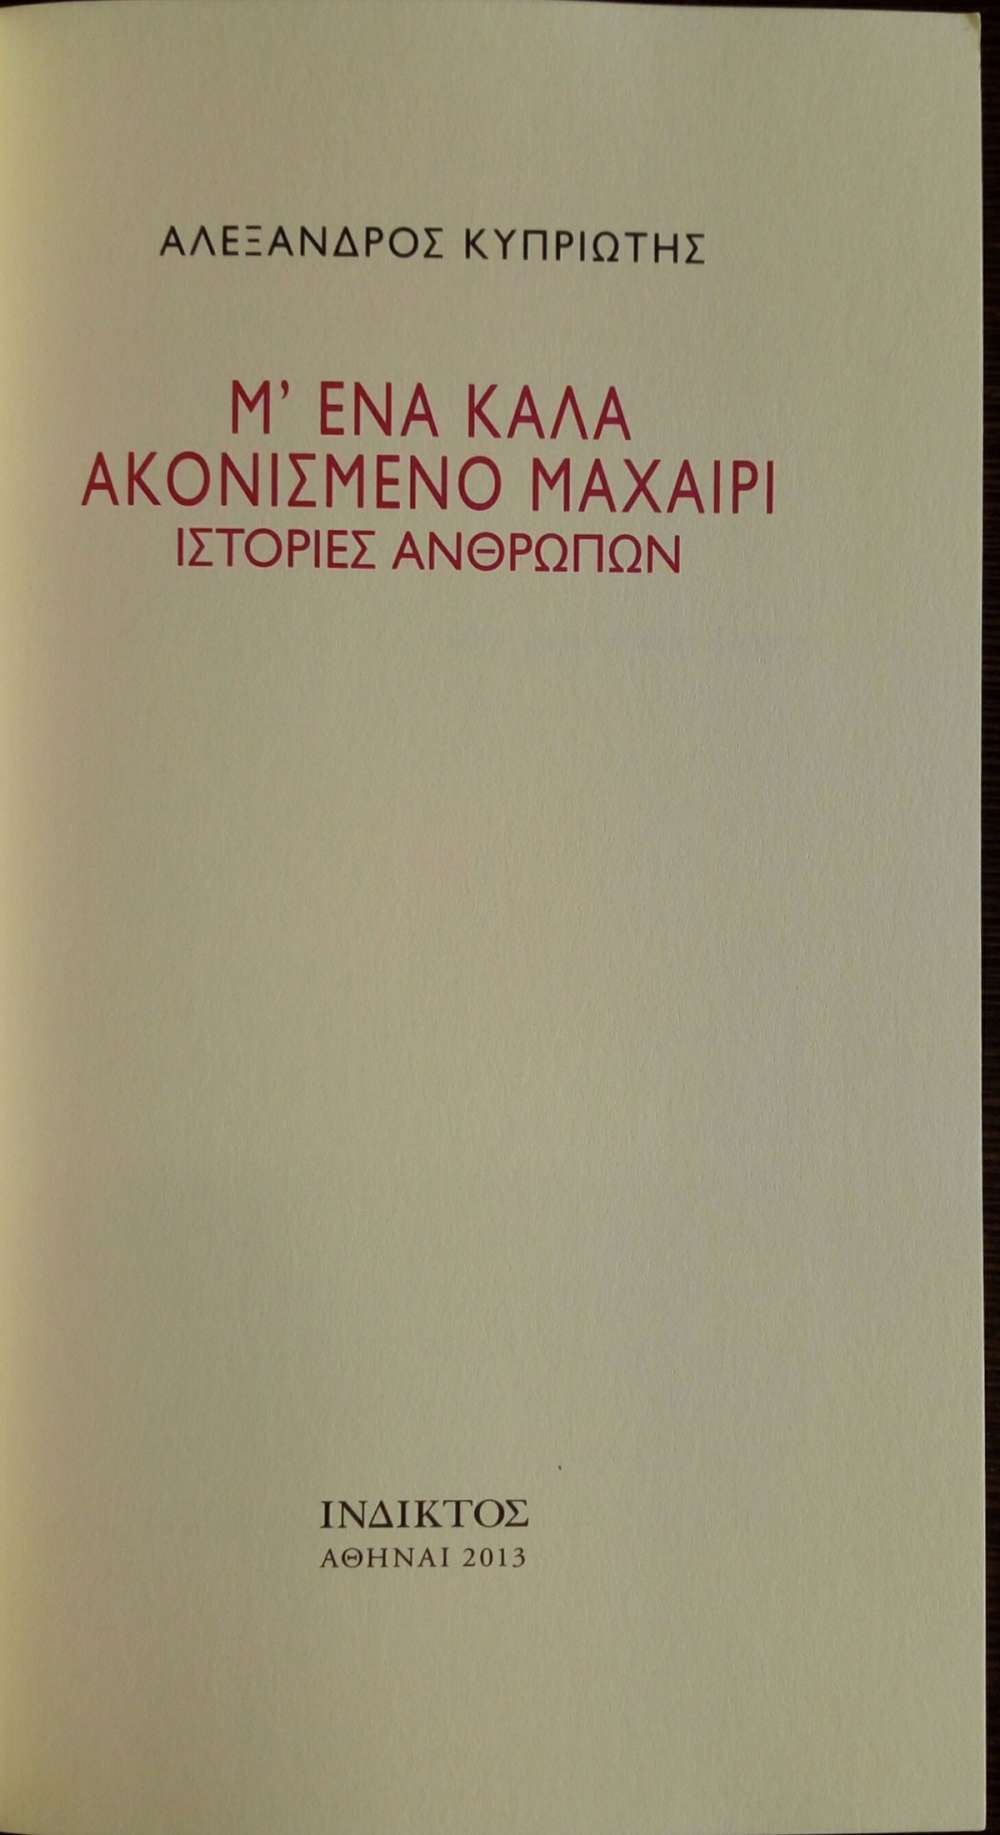 ΑΛΕΞΑΝΔΡΟΣ ΚΥΠΡΙΩΤΗΣ
Μ' ΕΝΑ ΚΑΛΑ
ΑΚΟΝΙΣΜΕΝΟ ΜΑΧΑΙΡΙ
ΙΣΤΟΡΙΕΣ ΑΝΘΡΩΠΩΝ
ΙΝΔΙΚΤΟΣ
ΑΘΗΝΑΙ 2013